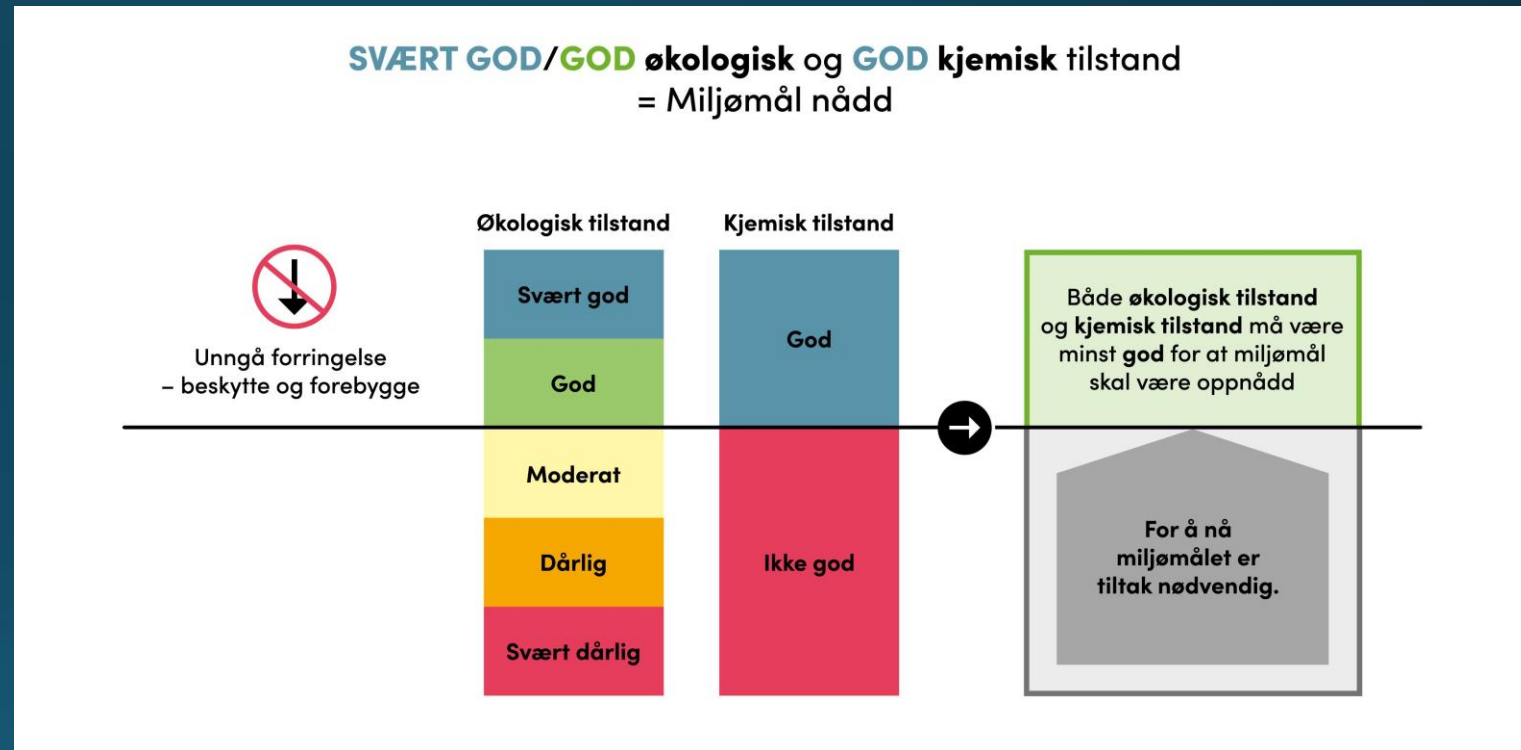 SVÆRT GOD/GOD økologisk og GOD kjemisk tilstand
= Miljømål nådd
Unngå forringelse
– beskytte og forebygge
Økologisk tilstand
Svært god
God
Moderat
Dårlig
Svært dårlig
Kjemisk tilstand
God
Ikke god
Både økologisk tilstand
og kjemisk tilstand må være
minst god for at miljømål
skal være oppnådd
For å nå
miljømålet er
tiltak nødvendig.